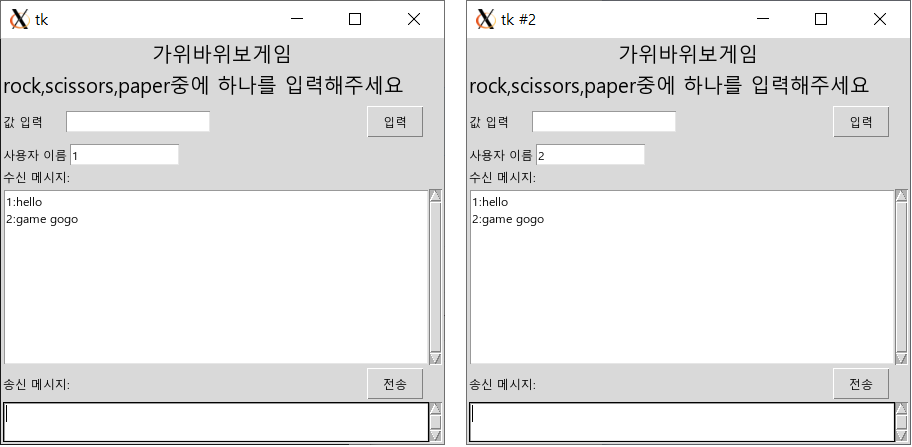 tk
가위바위보게임
rock,scissors,paper중에 하나를 입력해주세요
값 입력
입력
사용자 이름 1
수신 메시지:
1:hello
2:game gogo
송신 메시지:
전송
tk #2
가위바위보게임
rock,scissors,paper중에 하나를 입력해주세요
값 입력
입력
사용자 이름 2
수신 메시지:
1:hello
2:game gogo
송신 메시지:
전송